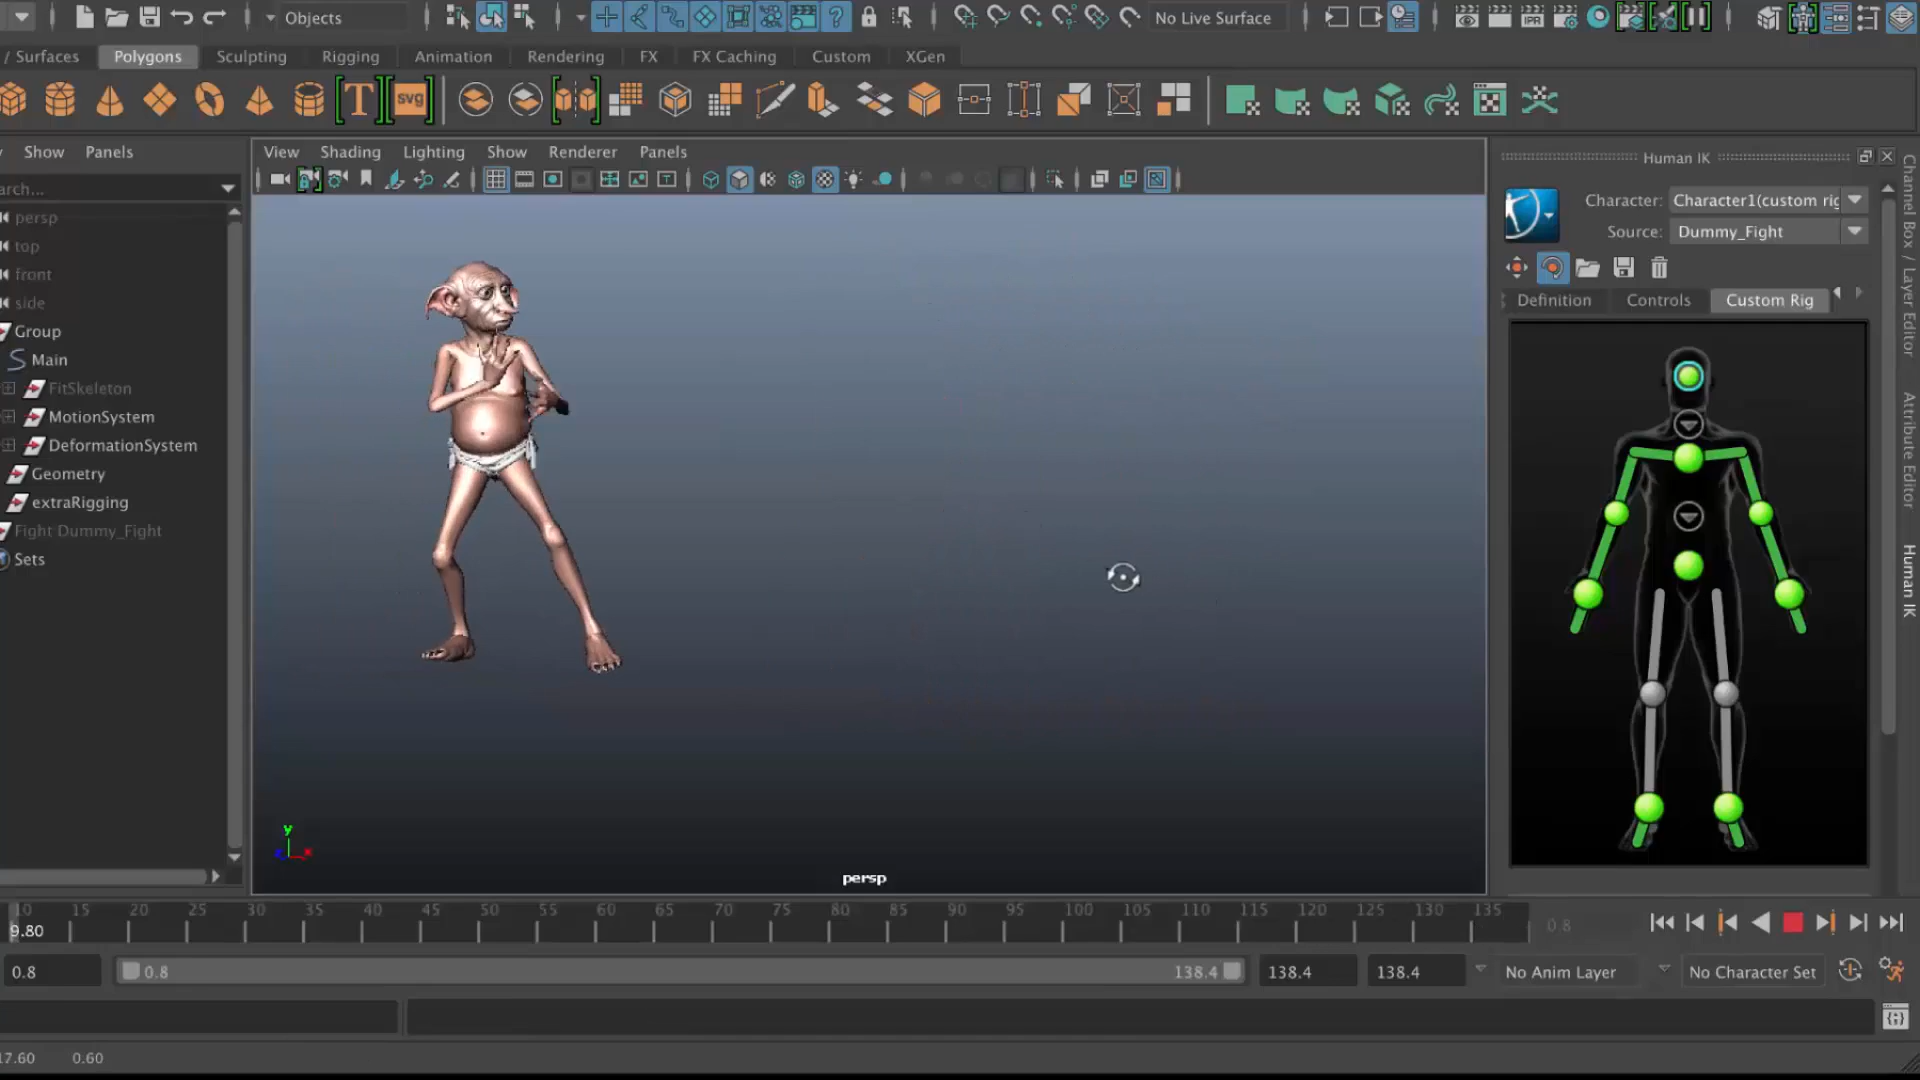 Objects
No Live Surface
IPR
/ Surfaces Polygons Sculpting Rigging Animation Rendering FX FX Caching Custom XGen
T svg
Show Panels
View Shading Lighting Show Renderer Panels
Human IK
arch...
Character: Character1(custom rig
Source: Dummy_Fight
Definition Controls Custom Rig
persp
top
front
side
Group
Main
FitSkeleton
MotionSystem
DeformationSystem
Geometry
extraRigging
Fight Dummy_Fight
Sets
Channel Box / Layer Editor
Attribute Editor
Human IK
y
persp
10 15 20 25 30 35 40 45 50 55 60 65 70 75 80 85 90 95 100 105 110 115 120 125 130 135
9.80
0.8
0.8 0.8 138.4 138.4 138.4 No Anim Layer No Character Set
17.60 0.60